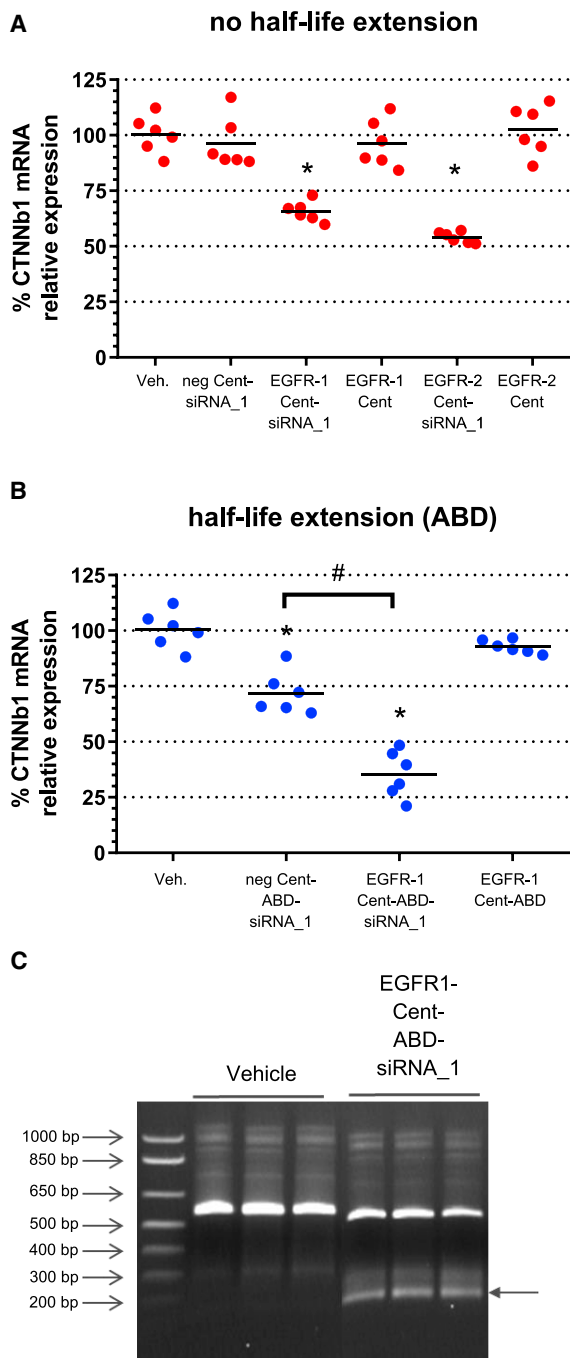 A
no half-life extension
% CTNNb1 mRNA
relative expression
125
100
75
50
25
0
*
*
Veh.
neg Cent-
siRNA_1
EGFR-1
Cent-
siRNA_1
EGFR-1
Cent
EGFR-2
Cent-
siRNA_1
EGFR-2
Cent
B
half-life extension (ABD)
% CTNNb1 mRNA
relative expression
125
100
75
50
25
0
#
*
*
Veh.
neg Cent-
ABD-
siRNA_1
EGFR-1
Cent-ABD-
siRNA_1
EGFR-1
Cent-ABD
C
Vehicle
EGFR1-
Cent-
ABD-
siRNA_1
1000 bp
850 bp
650 bp
500 bp
400 bp
300 bp
200 bp